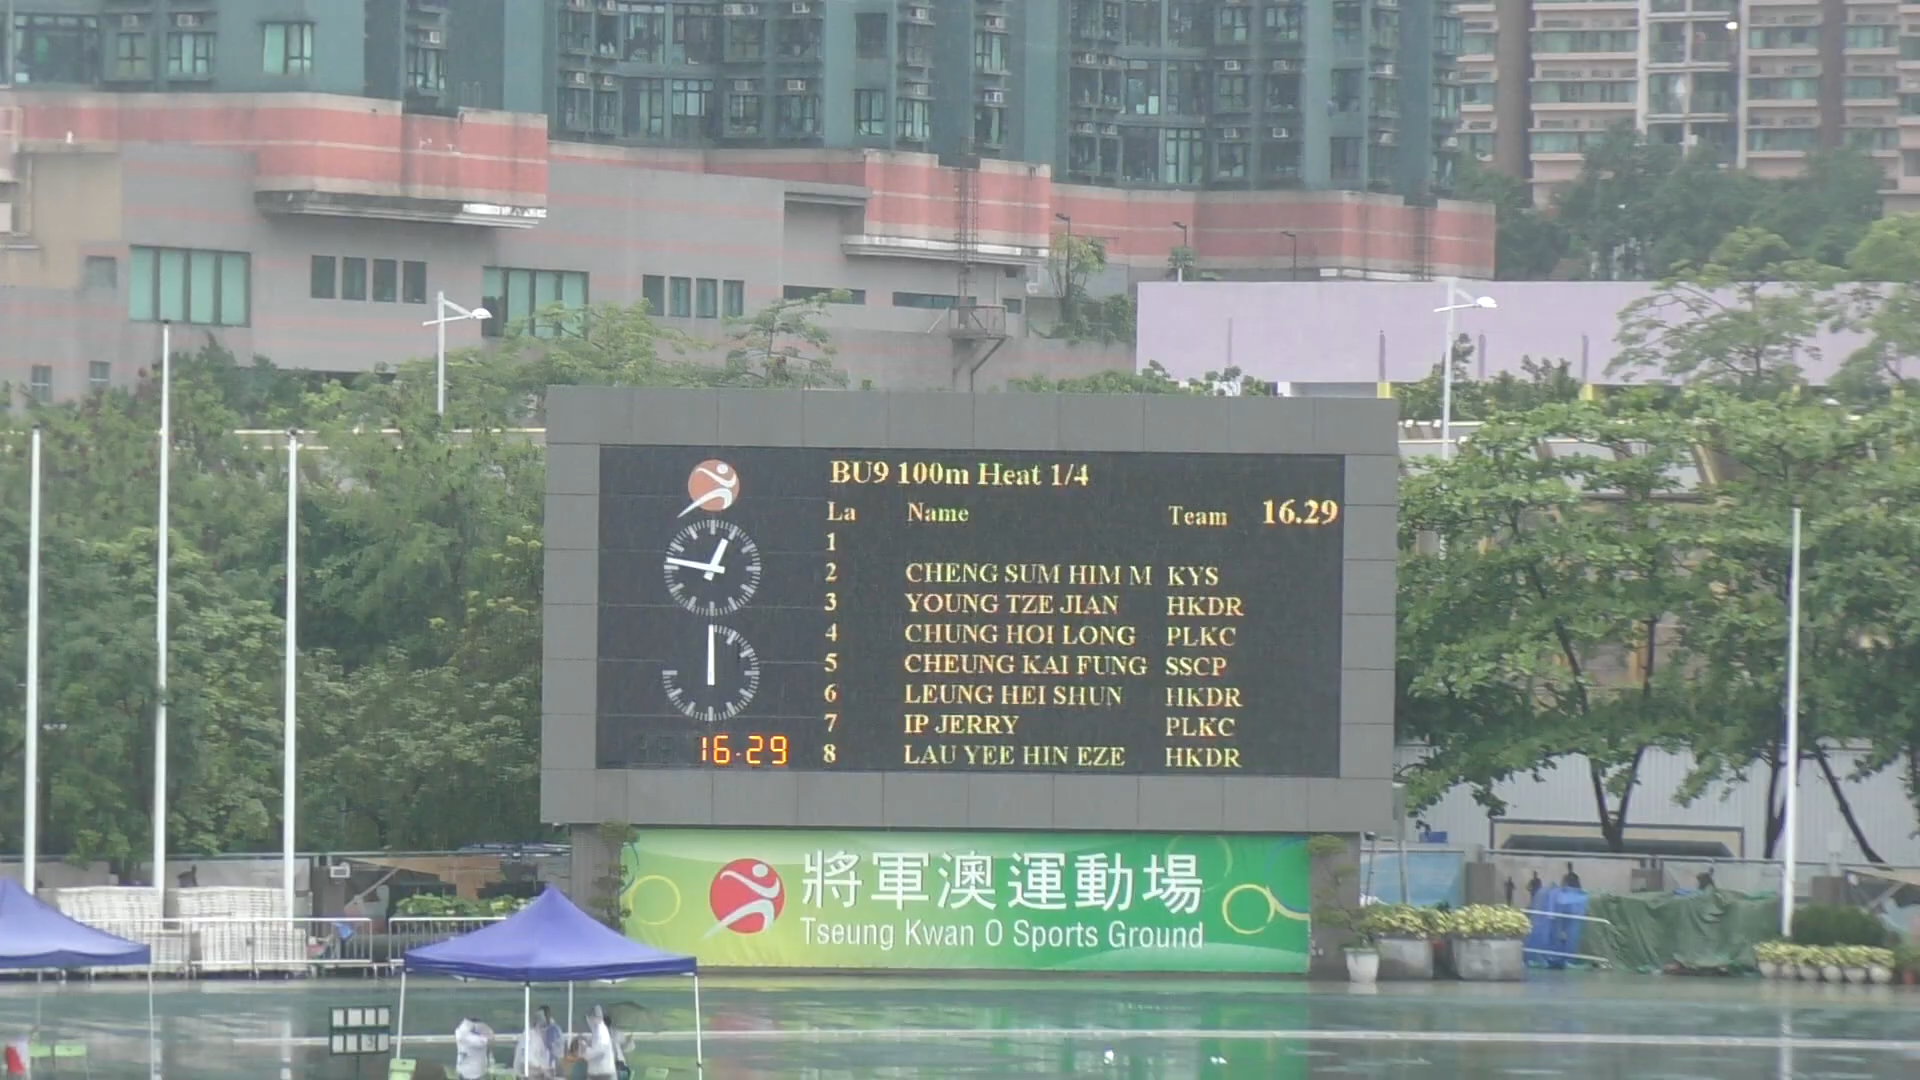 BU9 100m Heat 1/4
La Name Team 16.29
1
2 CHENG SUM HIM M KYS
3 YOUNG TZE JIAN HKDR
4 CHUNG HOI LONG PLKC
5 CHEUNG KAI FUNG SSCP
6 LEUNG HEI SHUN HKDR
7 IP JERRY PLKC
8 LAU YEE HIN EZE HKDR
16.29
將軍澳運動場
Tseung Kwan O Sports Ground